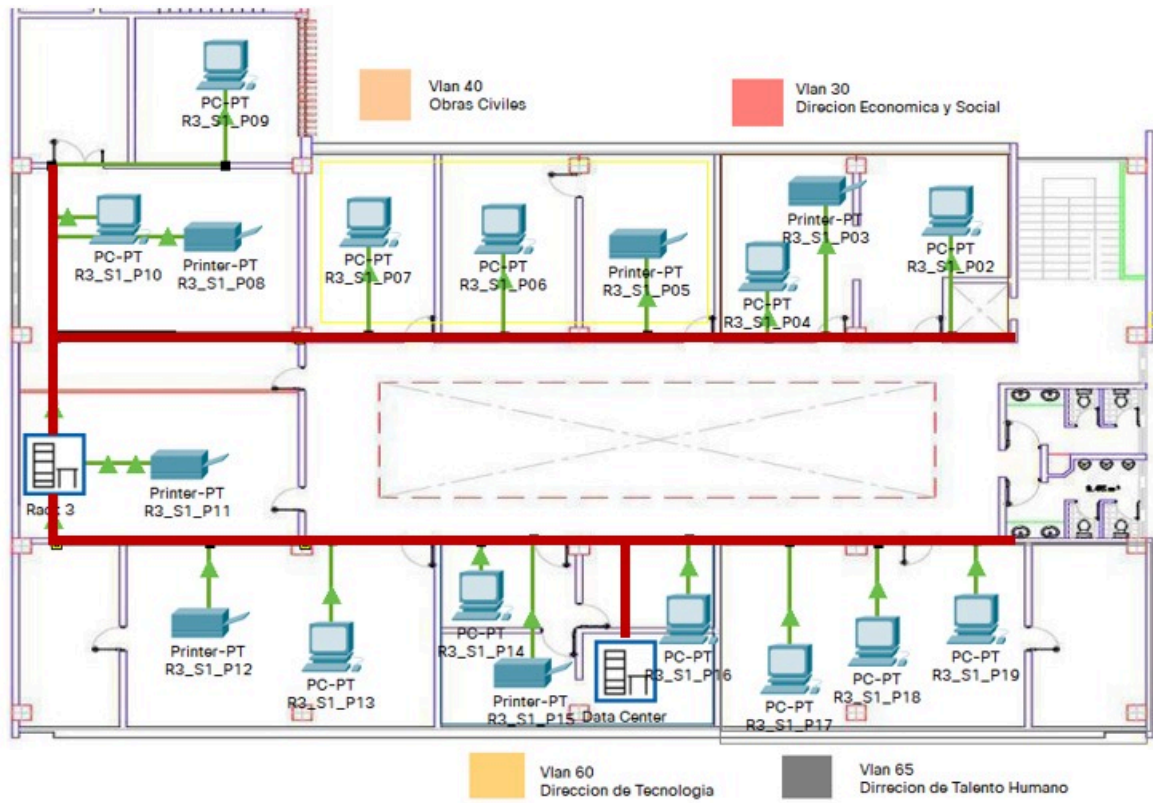 PC-PT
R3_S1_P09
Vlan 40
Obras Civiles
Vlan 30
Direcion Economica y Social
PC-PT
R3_S1_P10
Printer-PT
R3_S1_P08
PC-PT
R3_S1_P07
PC-PT
R3_S1_P06
Printer-PT
R3_S1_P05
Printer-PT
R3_S1_P03
PC-PT
R3_S1_P04
PC-PT
R3_S1_P02
Rack 3
Printer-PT
R3_S1_P11
Printer-PT
R3_S1_P12
PC-PT
R3_S1_P13
PC-PT
R3_S1_P14
Printer-PT
R3_S1_P15
Data Center
PC-PT
R3_S1_P16
PC-PT
R3_S1_P17
PC-PT
R3_S1_P18
PC-PT
R3_S1_P19
Vlan 60
Direccion de Tecnologia
Vlan 65
Dirrecion de Talento Humano